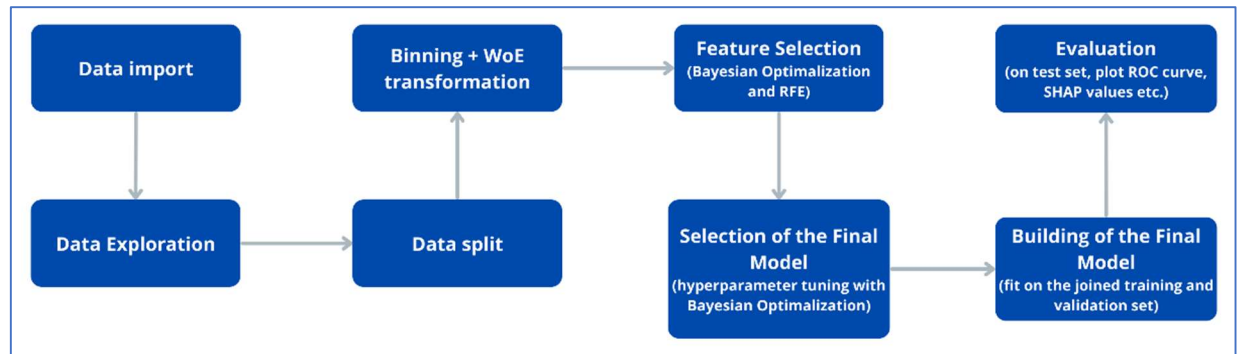 Data import
Data Exploration
Data split
Binning + WoE
transformation
Feature Selection
(Bayesian Optimalization
and RFE)
Selection of the Final
Model
(hyperparameter tuning with
Bayesian Optimalization)
Building of the Final
Model
(fit on the joined training and
validation set)
Evaluation
(on test set, plot ROC curve,
SHAP values etc.)